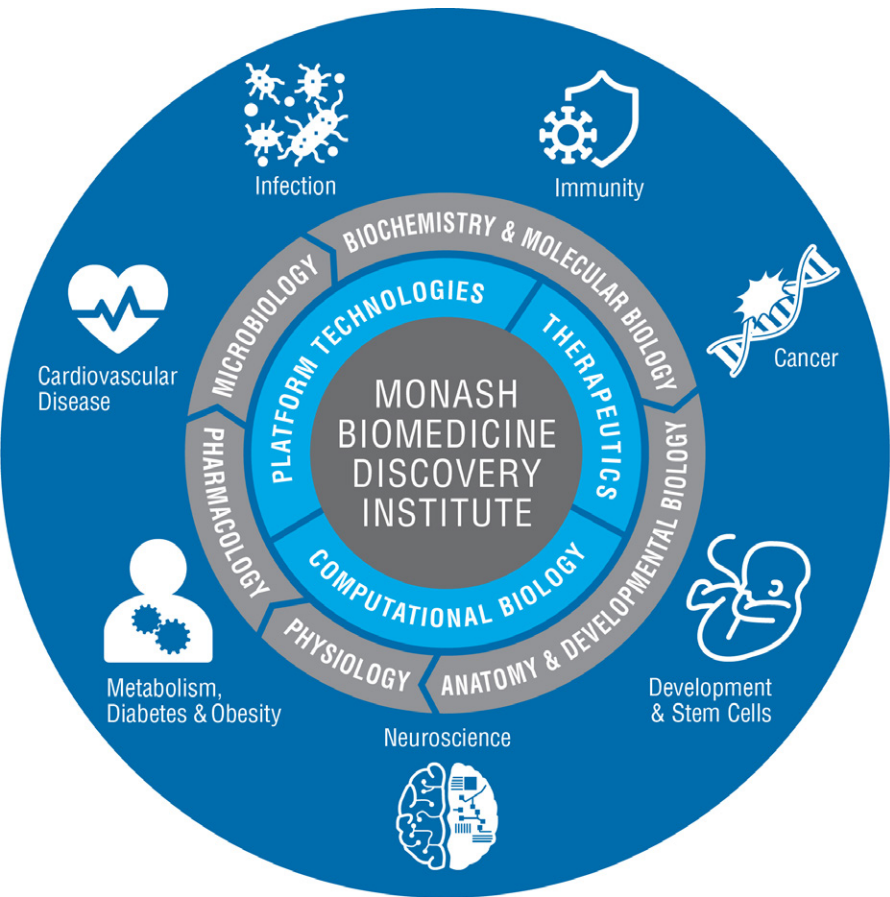 Infection
Immunity
Cardiovascular
Disease
Cancer
Metabolism,
Diabetes & Obesity
Development
& Stem Cells
Neuroscience
MICROBIOLOGY
BIOCHEMISTRY & MOLECULAR BIOLOGY
ANATOMY & DEVELOPMENTAL BIOLOGY
PHYSIOLOGY
PHARMACOLOGY
PLATFORM TECHNOLOGIES
THERAPEUTICS
COMPUTATIONAL BIOLOGY
MONASH
BIOMEDICINE
DISCOVERY
INSTITUTE